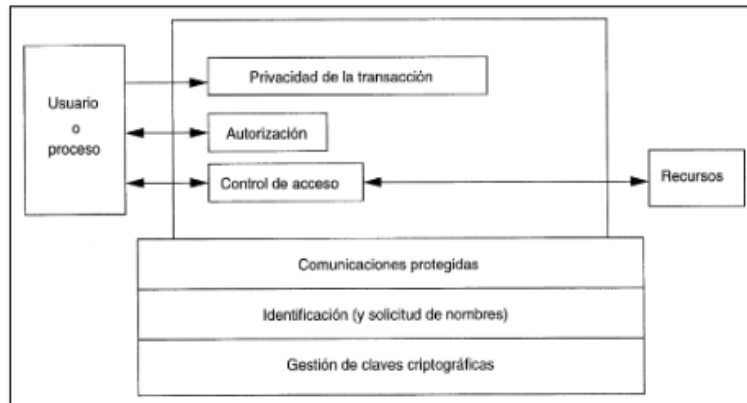 Privacidad de la transacción
Usuario
o
proceso
Autorización
Control de acceso
Recursos
Comunicaciones protegidas
Identificación (y solicitud de nombres)
Gestión de claves criptográficas